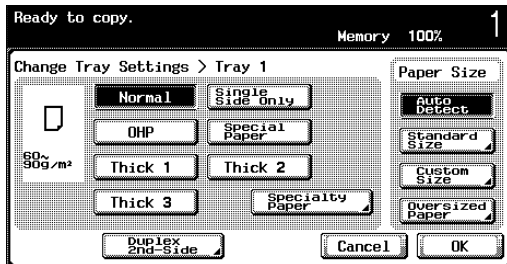 Ready to copy.
1
Memory 100%
Change Tray Settings > Tray 1
Paper Size
Normal
Single
Side Only
Auto
Detect
OHP
Special
Paper
Standard
Size
60~
90g/m²
Thick 1
Thick 2
Custom
Size
Thick 3
Specialty
Paper
Oversized
Paper
Duplex
2nd-Side
Cancel
OK